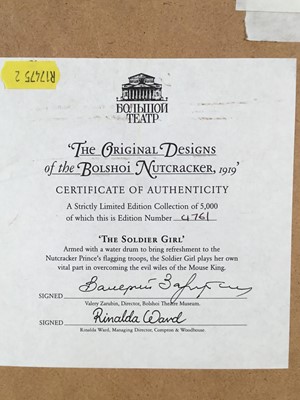 R17475 2
БОЛЬШОЙ
ТЕАТР
'The Original Designs
of the Bolshoi Nutcracker, 1919'
CERTIFICATE OF AUTHENTICITY
A Strictly Limited Edition Collection of 5,000
of which this is Edition Number 4761
'THE SOLDIER GIRL'
Armed with a water drum to bring refreshment to the
Nutcracker Prince's flagging troops, the Soldier Girl plays her own
vital part in overcoming the evil wiles of the Mouse King.
SIGNED
Valery Zarubin, Director, Bolshoi Theatre Museum.
SIGNED Rinalda Ward
Rinalda Ward, Managing Director, Compton & Woodhouse.